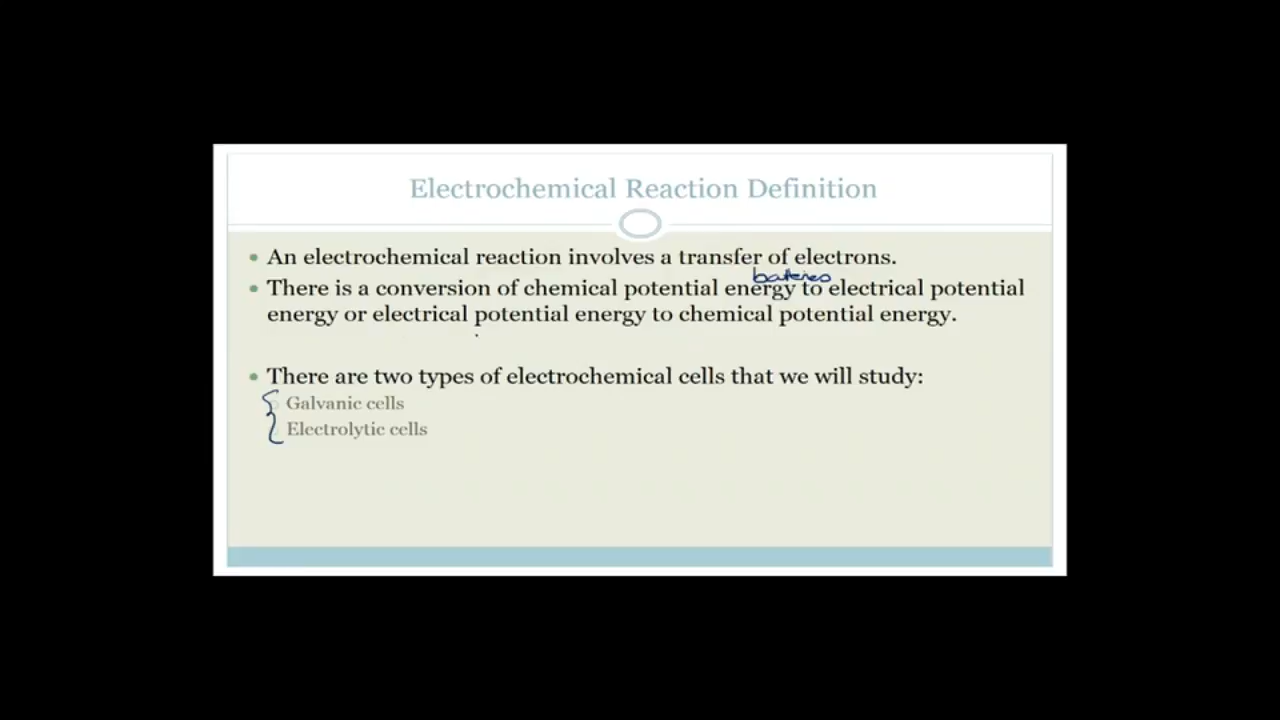 Electrochemical Reaction Definition
• An electrochemical reaction involves a transfer of electrons.
batteries
• There is a conversion of chemical potential energy to electrical potential
energy or electrical potential energy to chemical potential energy.
• There are two types of electrochemical cells that we will study:
Galvanic cells
Electrolytic cells